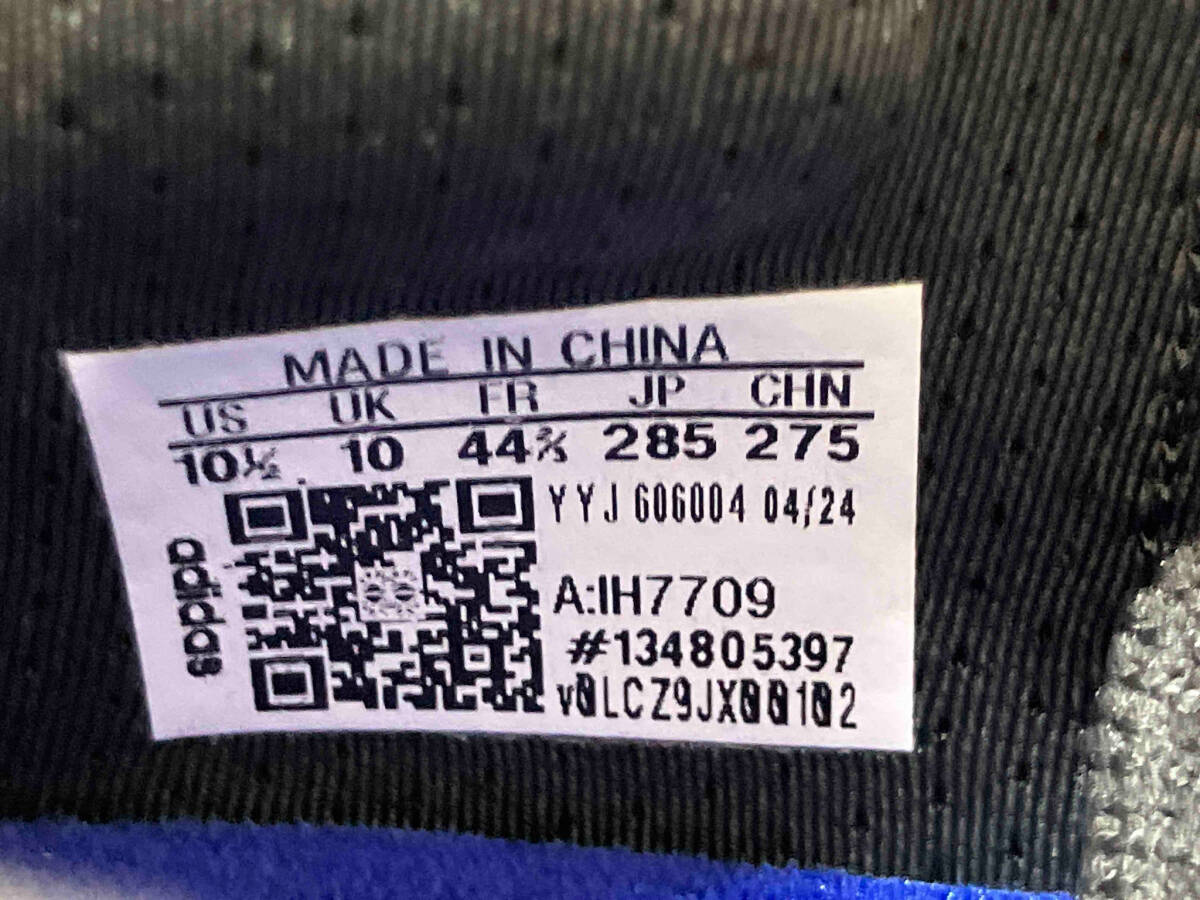 MADE IN CHINA
US UK FR JP CHN
10½ 10 44⅔ 285 275
YYJ 606004 04/24
adidas
A:IH7709
#134805397
v0LCZ9JX00102